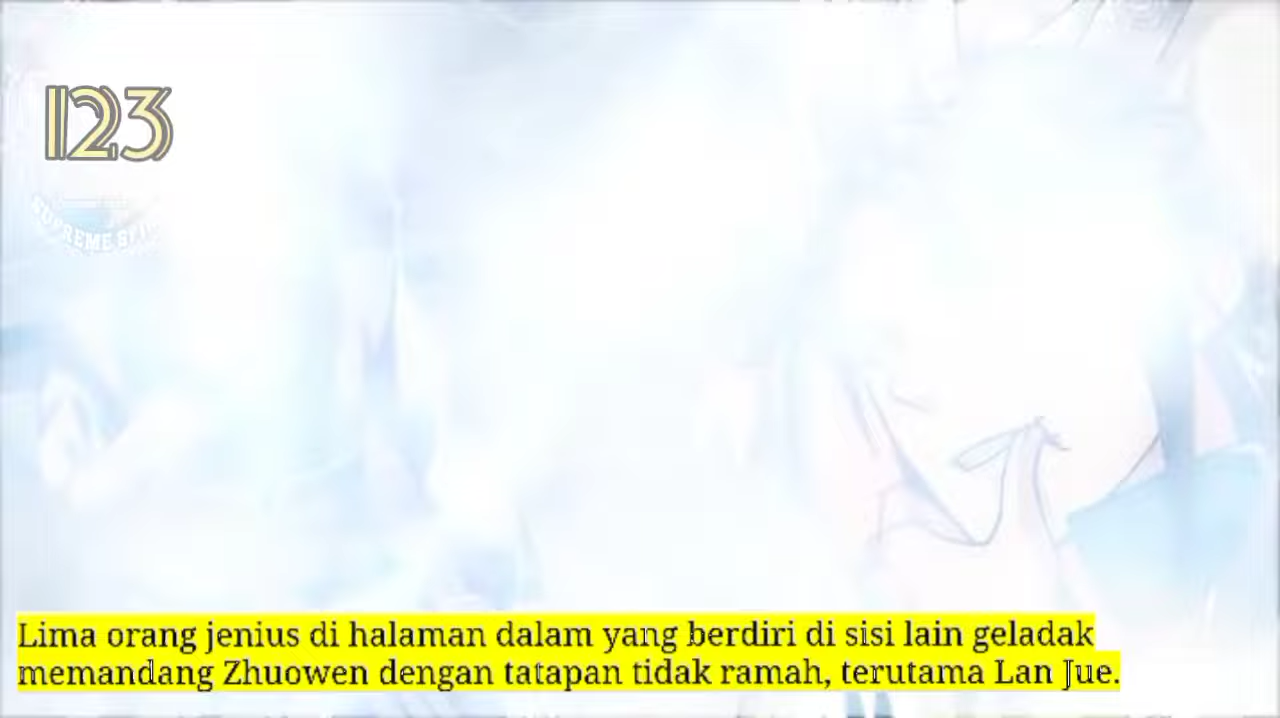 123
Lima orang jenius di halaman dalam yang berdiri di sisi lain geladak
memandang Zhuowen dengan tatapan tidak ramah, terutama Lan Jue.